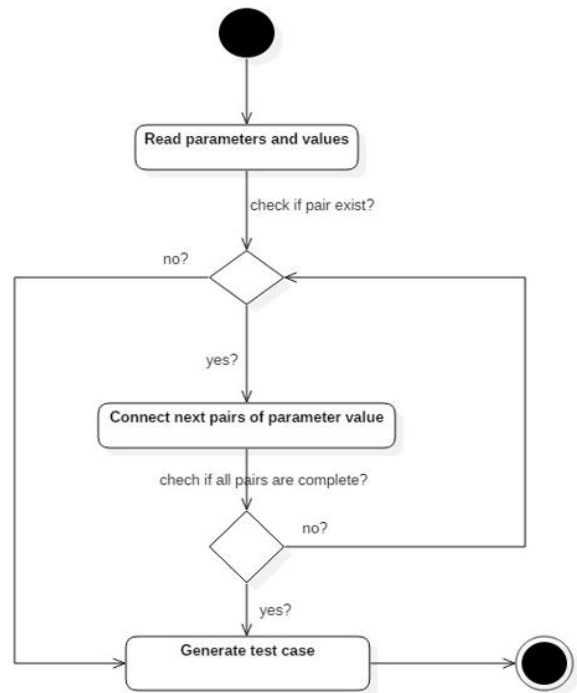 Read parameters and values
check if pair exist?
no?
yes?
Connect next pairs of parameter value
chech if all pairs are complete?
no?
yes?
Generate test case